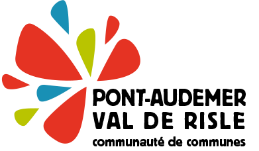 PONT-AUDEMER
VAL DE RISLE
communauté de communes